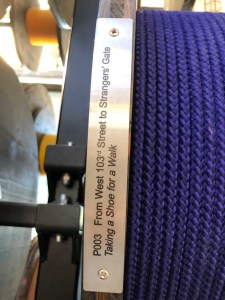 P003 From West 103rd Street to Strangers' Gate
Taking a Shoe for a Walk